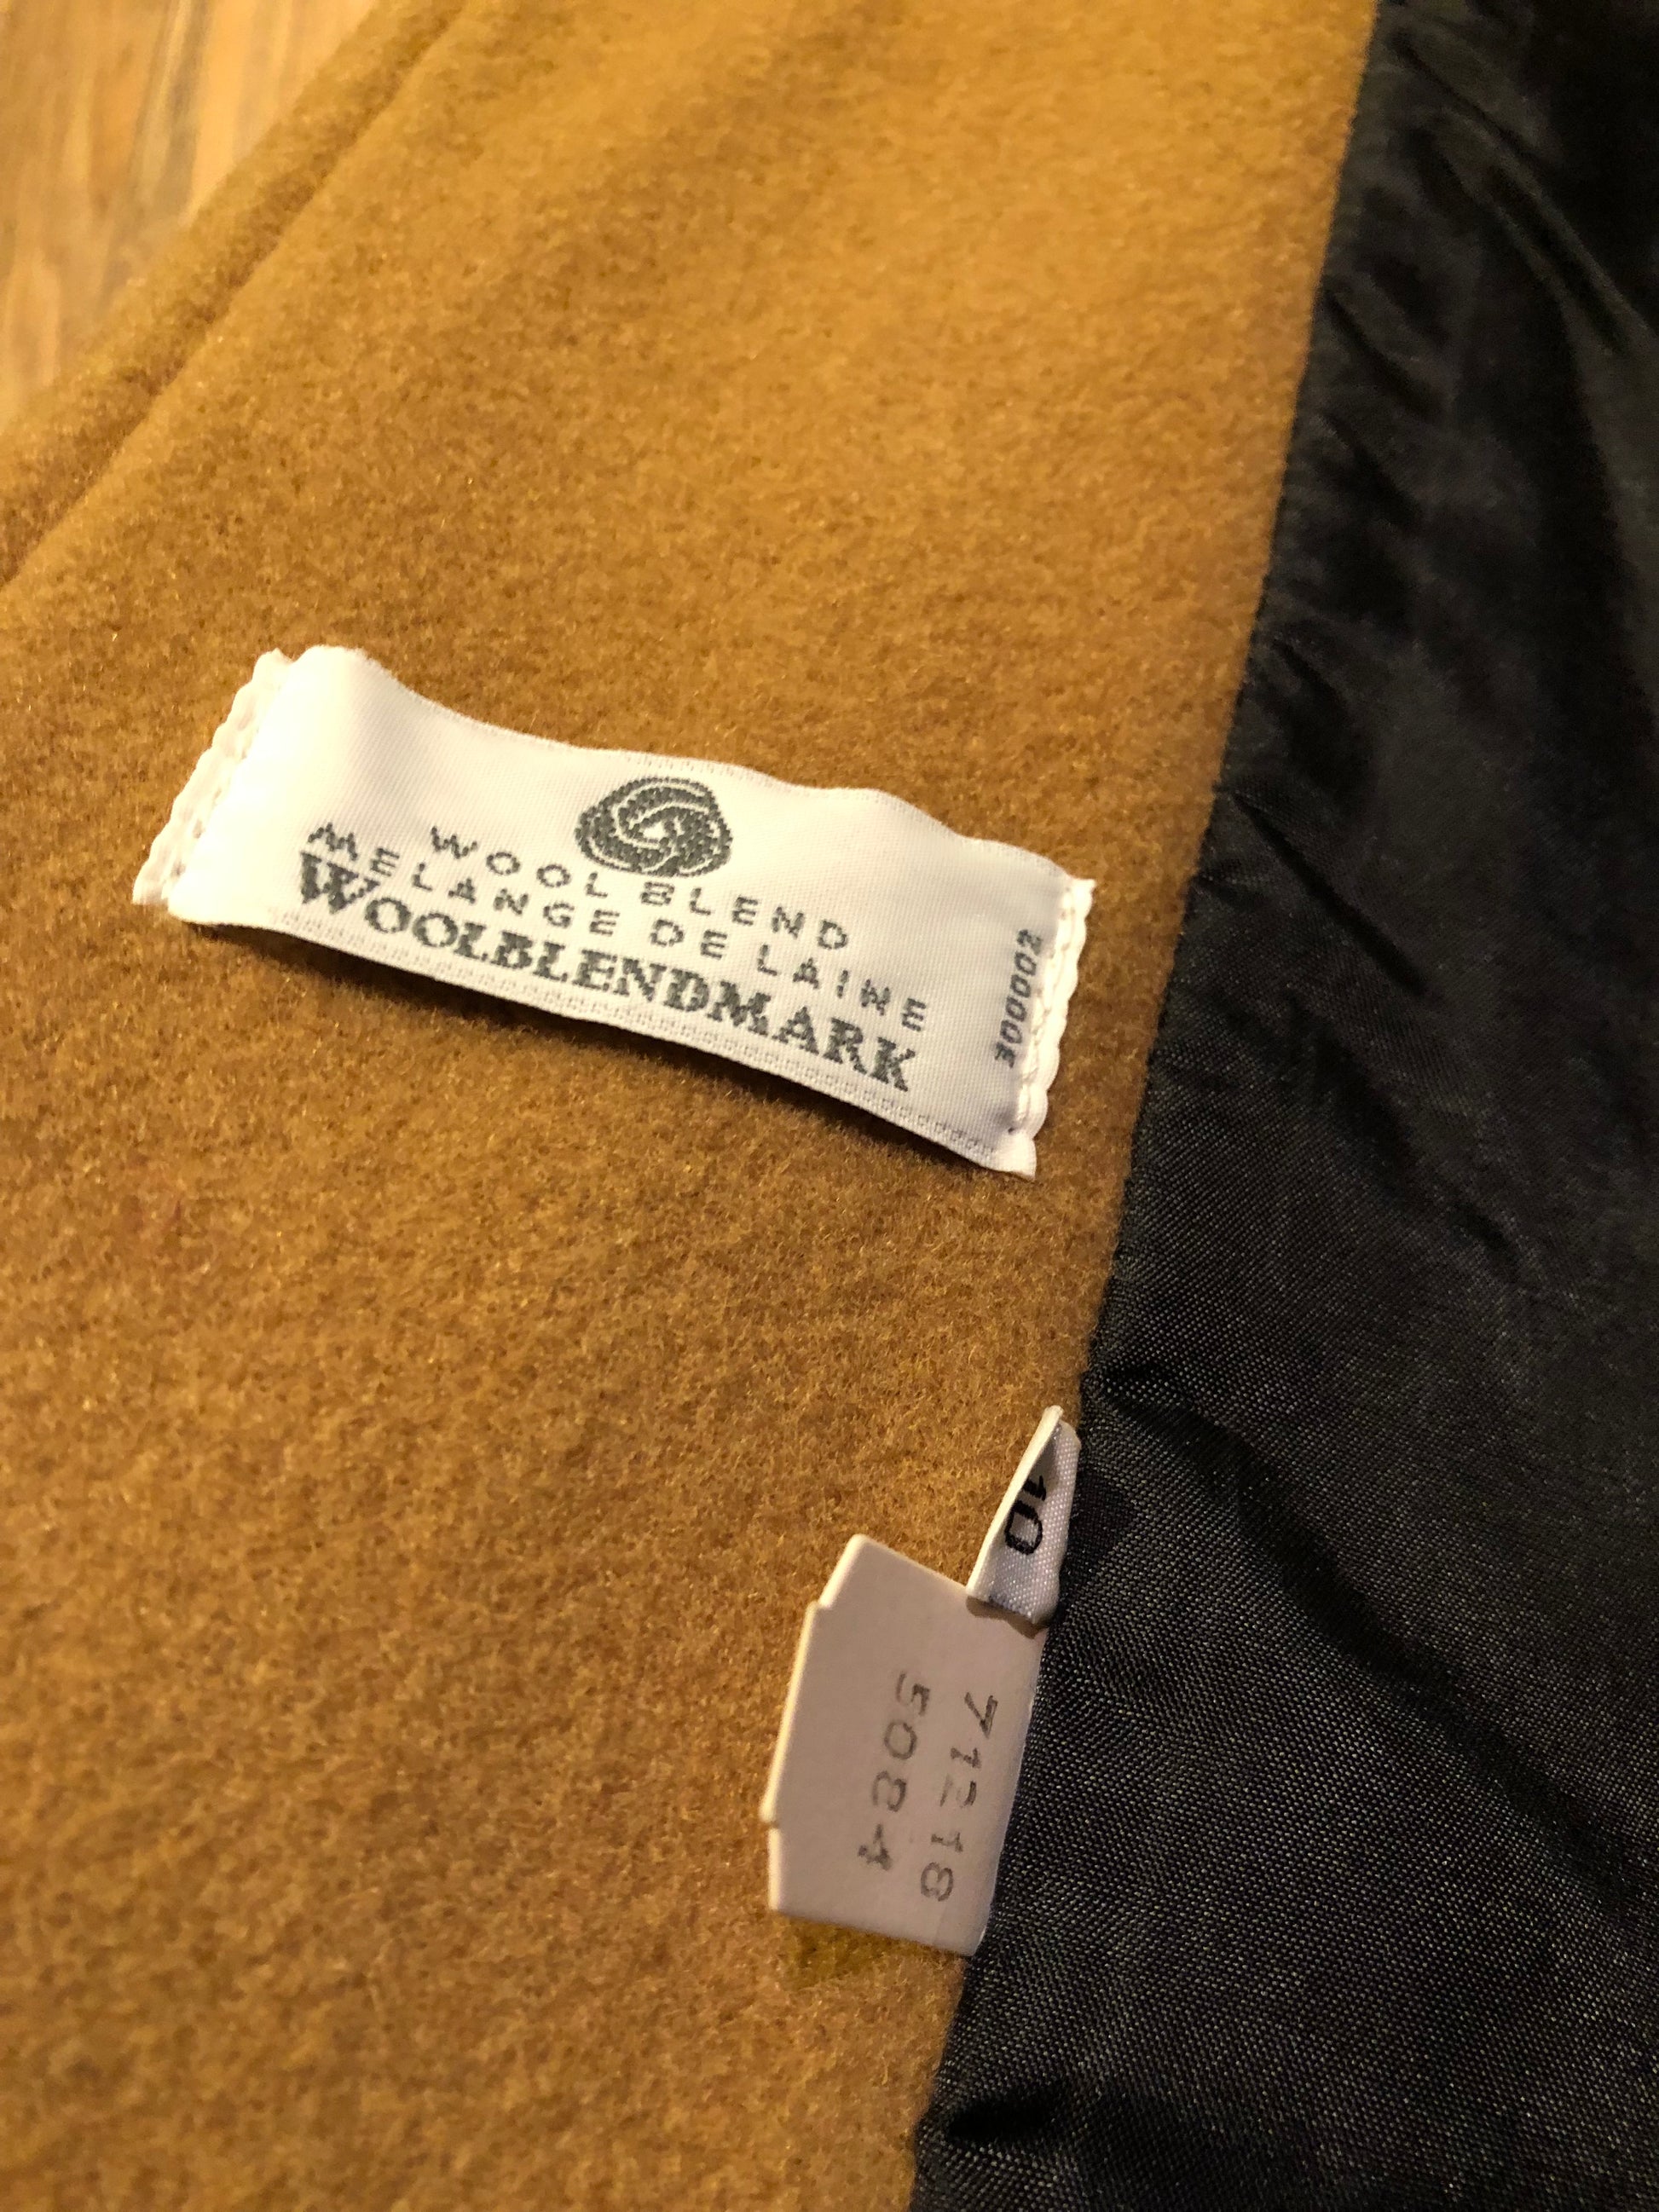 WOOL BLEND
MELANGE DE LAINE
WOOLBLENDMARK
300002
10
71218
5084